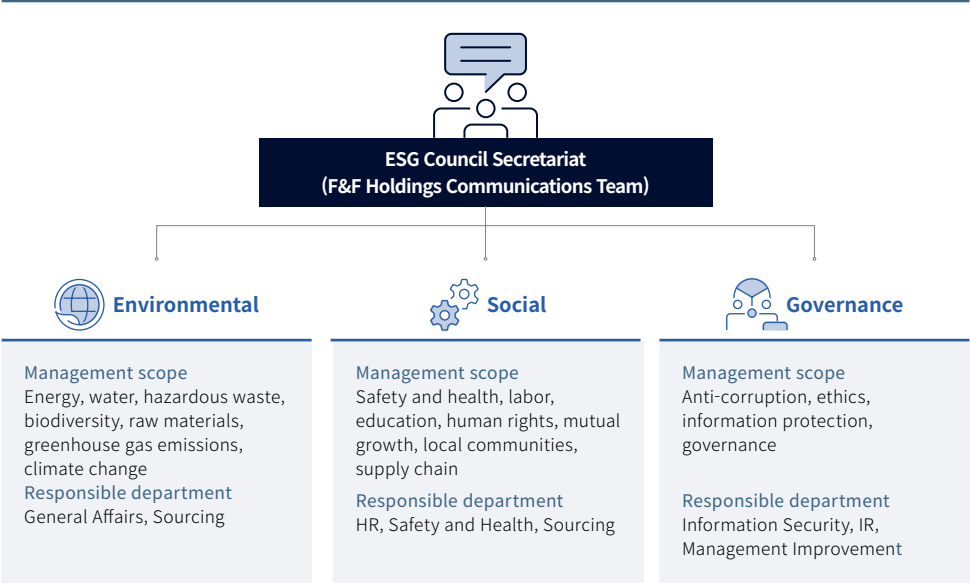 ESG Council Secretariat
(F&F Holdings Communications Team)
Environmental
Management scope
Energy, water, hazardous waste,
biodiversity, raw materials,
greenhouse gas emissions,
climate change
Responsible department
General Affairs, Sourcing
Social
Management scope
Safety and health, labor,
education, human rights, mutual
growth, local communities,
supply chain
Responsible department
HR, Safety and Health, Sourcing
Governance
Management scope
Anti-corruption, ethics,
information protection,
governance
Responsible department
Information Security, IR,
Management Improvement